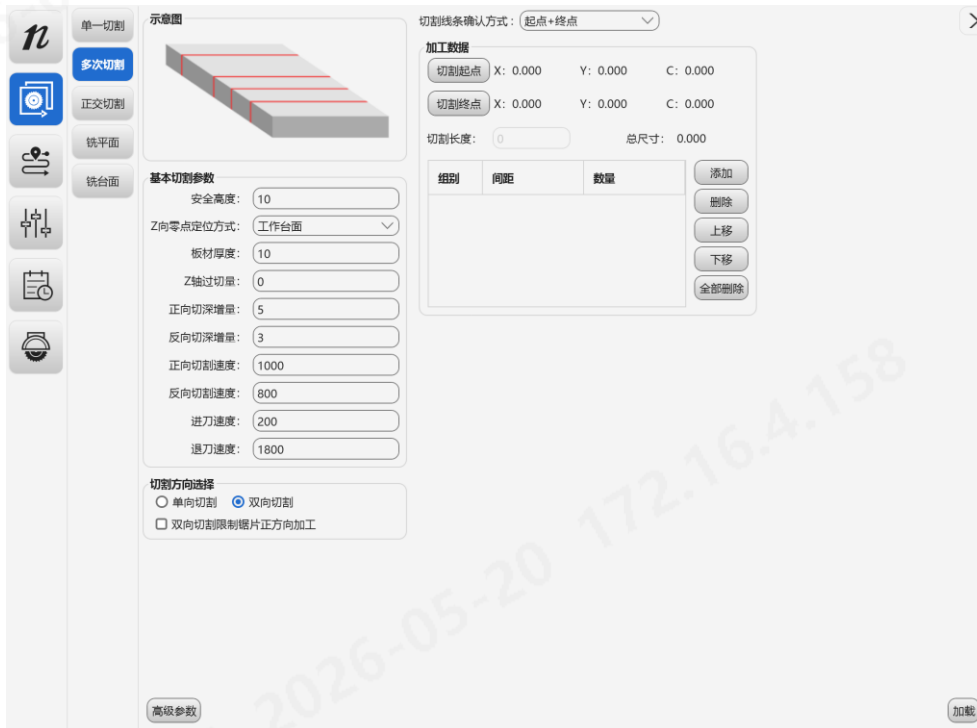 n
单一切割
多次切割
正交切割
铣平面
铣台面
示意图
基本切割参数
安全高度： 10
Z向零点定位方式： 工作台面
板材厚度： 10
Z轴过切量： 0
正向切深增量： 5
反向切深增量： 3
正向切割速度： 1000
反向切割速度： 800
进刀速度： 200
退刀速度： 1800
切割方向选择
单向切割 双向切割
双向切割限制锯片正方向加工
高级参数
切割线条确认方式： 起点+终点
加工数据
切割起点 X: 0.000 Y: 0.000 C: 0.000
切割终点 X: 0.000 Y: 0.000 C: 0.000
切割长度： 0 总尺寸： 0.000
组别 间距 数量
添加
删除
上移
下移
全部删除
加载
2026-05-20 172.16.4.158